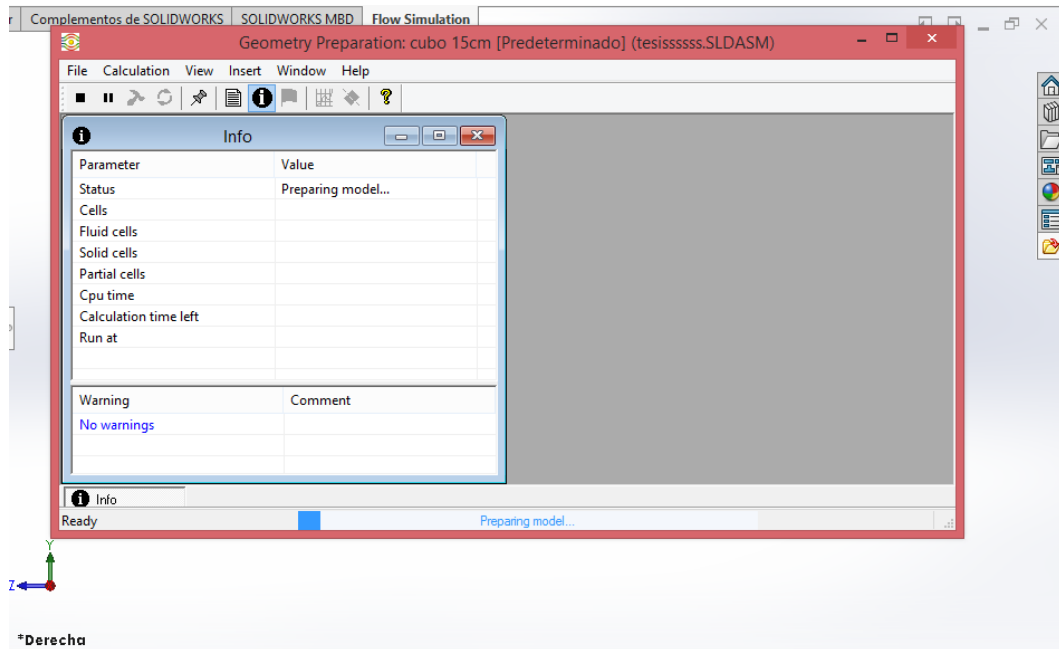 r Complementos de SOLIDWORKS SOLIDWORKS MBD Flow Simulation
Geometry Preparation: cubo 15cm [Predeterminado] (tesissssss.SLDASM)
File Calculation View Insert Window Help
Info
Parameter Value
Status Preparing model...
Cells
Fluid cells
Solid cells
Partial cells
Cpu time
Calculation time left
Run at
Warning Comment
No warnings
Info
Ready Preparing model...
Y
Z
*Derecha